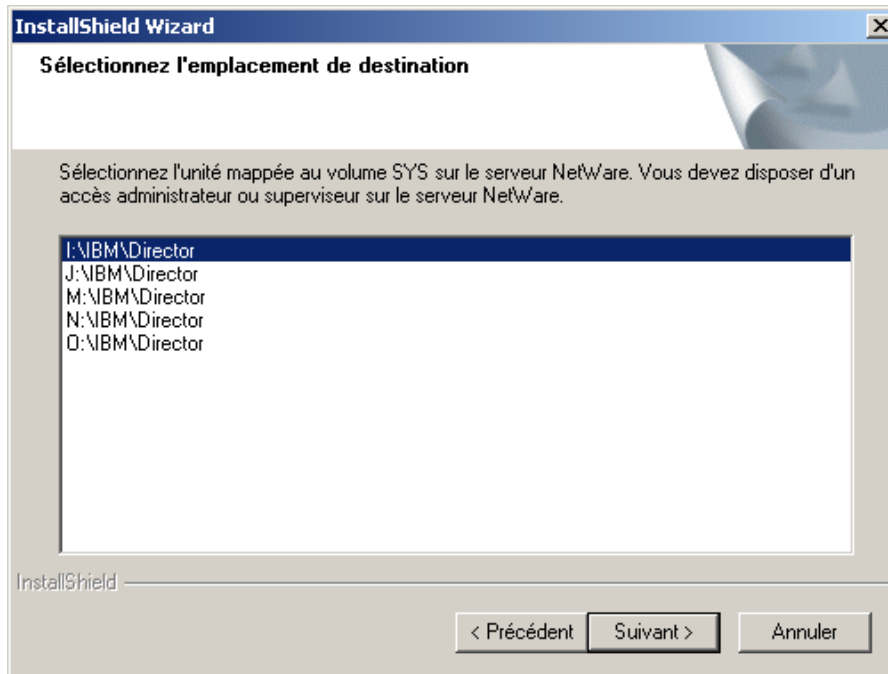 InstallShield Wizard
Sélectionnez l'emplacement de destination
Sélectionnez l'unité mappée au volume SYS sur le serveur NetWare. Vous devez disposer d'un
accès administrateur ou superviseur sur le serveur NetWare.
I:\IBM\Director
J:\IBM\Director
M:\IBM\Director
N:\IBM\Director
O:\IBM\Director
InstallShield
< Précédent
Suivant >
Annuler